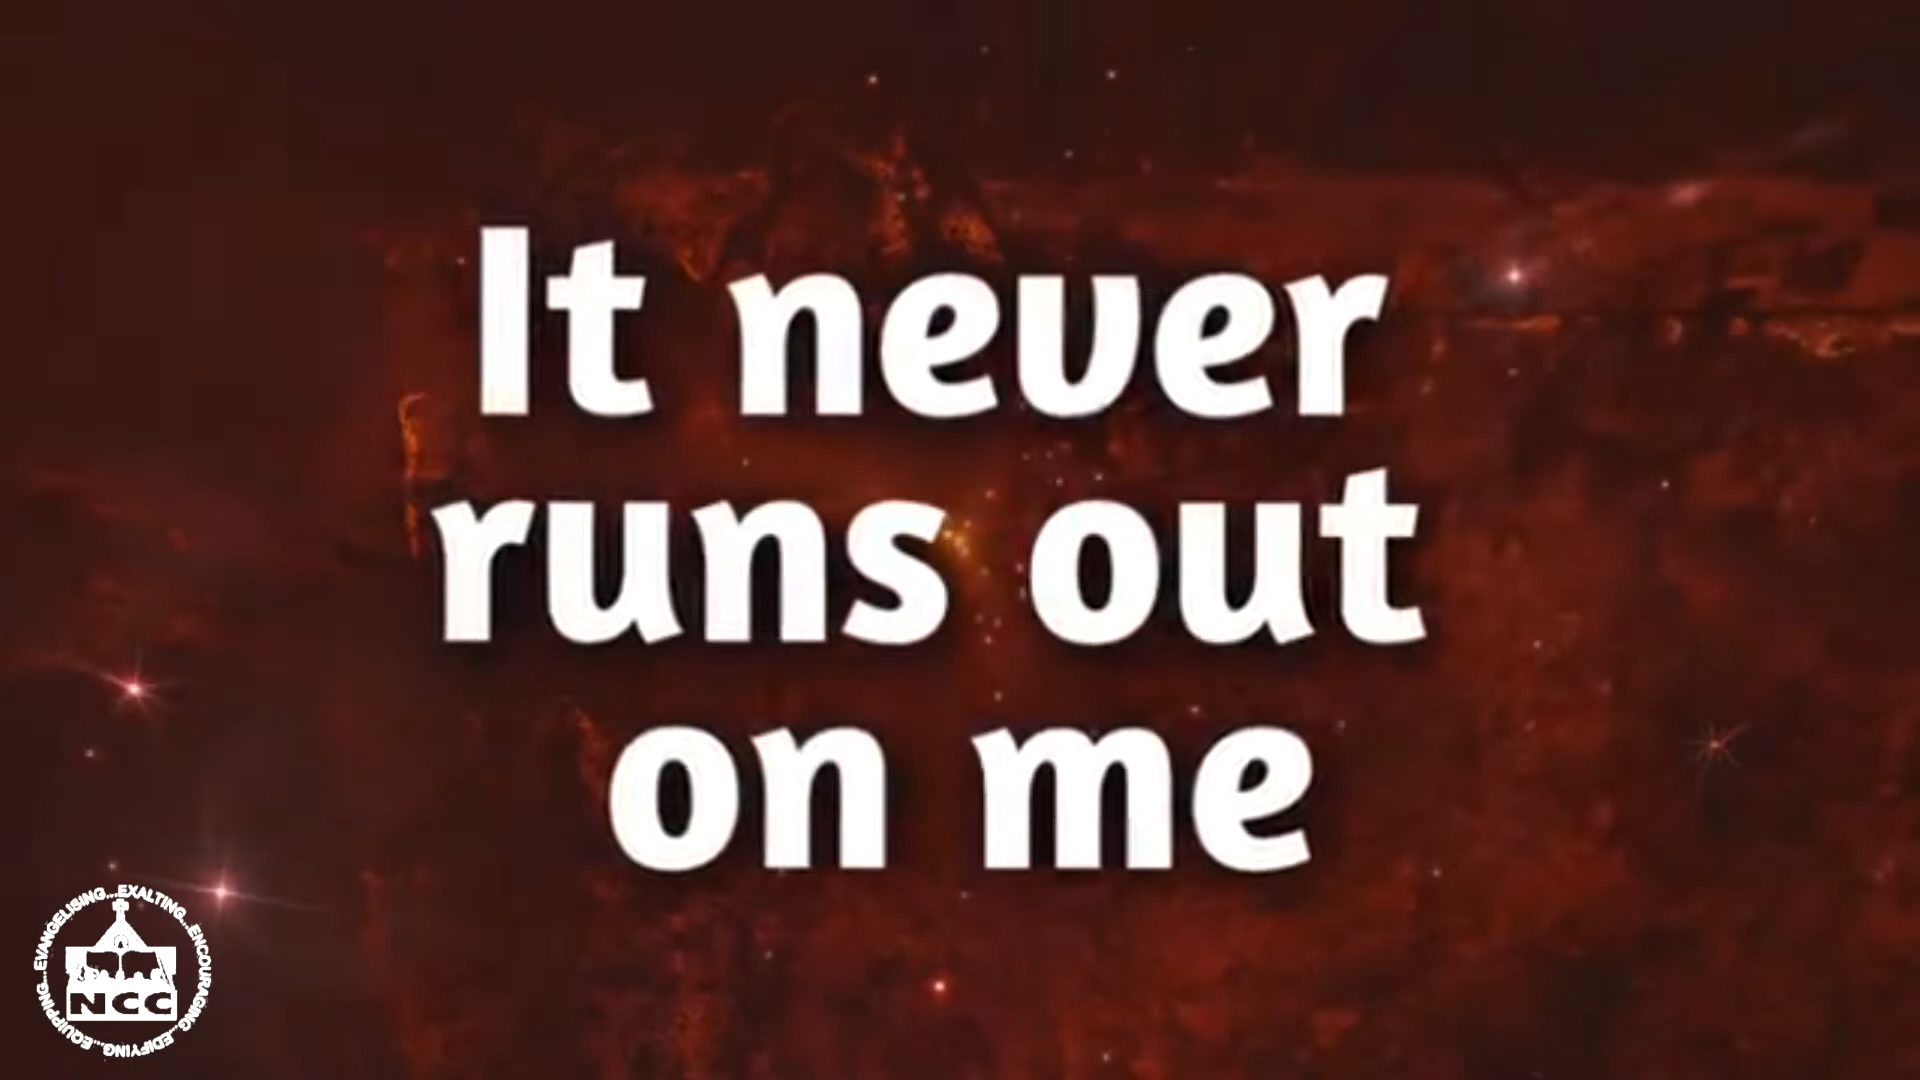 It never
runs out
on me
EQUIPPING...EVANGELISING...EXALTING...ENCOURAGING...EDIFYING...
NCC